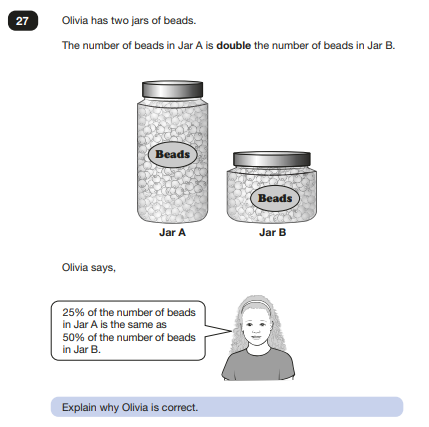 27
Olivia has two jars of beads.
The number of beads in Jar A is double the number of beads in Jar B.
Beads
Beads
Jar A
Jar B
Olivia says,
25% of the number of beads
in Jar A is the same as
50% of the number of beads
in Jar B.
Explain why Olivia is correct.